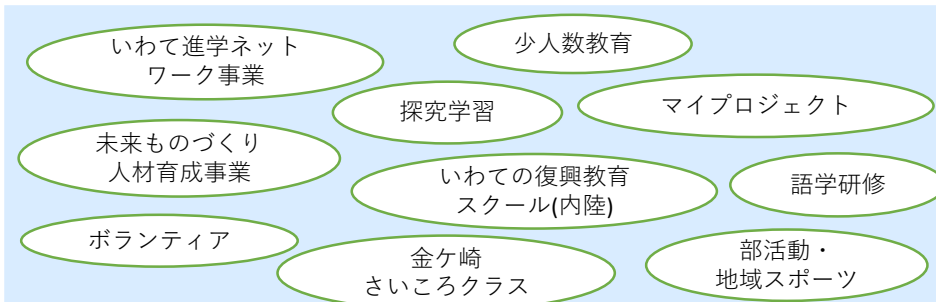 いわて進学ネット
ワーク事業
少人数教育
探究学習
マイプロジェクト
未来ものづくり
人材育成事業
いわての復興教育
スクール(内陸)
語学研修
ボランティア
金ケ崎
さいころクラス
部活動・
地域スポーツ